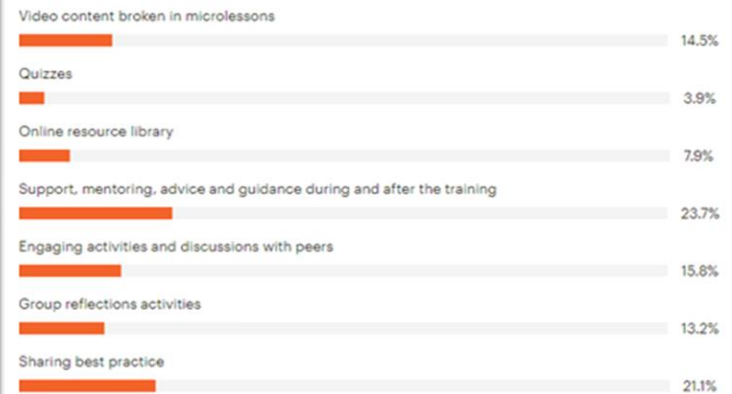 Video content broken in microlessons
14.5%
Quizzes
3.9%
Online resource library
7.9%
Support, mentoring, advice and guidance during and after the training
23.7%
Engaging activities and discussions with peers
15.8%
Group reflections activities
13.2%
Sharing best practice
21.1%